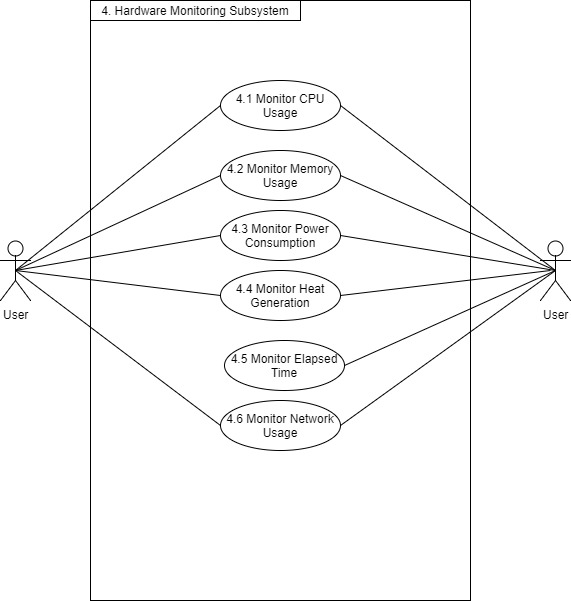 4. Hardware Monitoring Subsystem
4.1 Monitor CPU
Usage
4.2 Monitor Memory
Usage
4.3 Monitor Power
Consumption
4.4 Monitor Heat
Generation
User
User
4.5 Monitor Elapsed
Time
4.6 Monitor Network
Usage